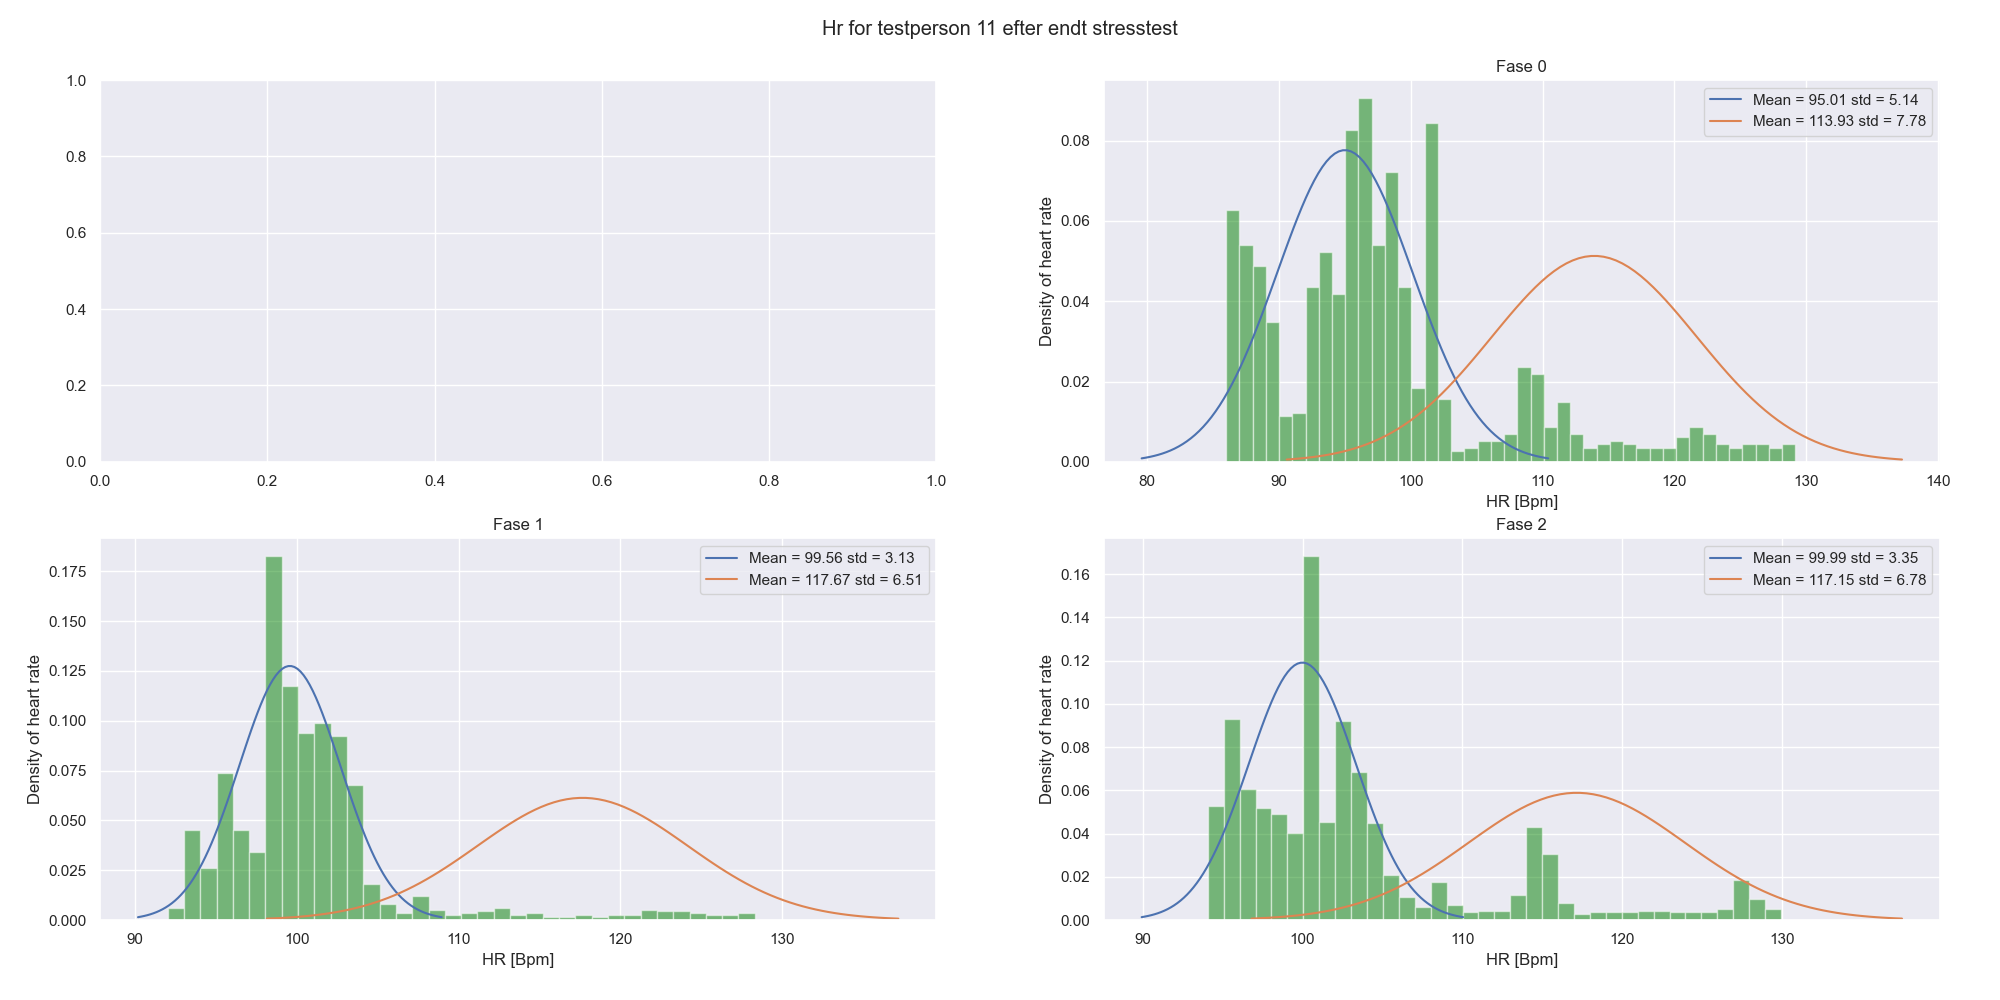 Hr for testperson 11 efter endt stresstest
1.0
0.8
0.6
0.4
0.2
0.0
0.0 0.2 0.4 0.6 0.8 1.0
Fase 0
Mean = 95.01 std = 5.14
Mean = 113.93 std = 7.78
Density of heart rate
0.08
0.06
0.04
0.02
0.00
80 90 100 110 120 130 140
HR [Bpm]
Fase 1
Mean = 99.56 std = 3.13
Mean = 117.67 std = 6.51
Density of heart rate
0.175
0.150
0.125
0.100
0.075
0.050
0.025
0.000
90 100 110 120 130
HR [Bpm]
Fase 2
Mean = 99.99 std = 3.35
Mean = 117.15 std = 6.78
Density of heart rate
0.16
0.14
0.12
0.10
0.08
0.06
0.04
0.02
0.00
90 100 110 120 130
HR [Bpm]